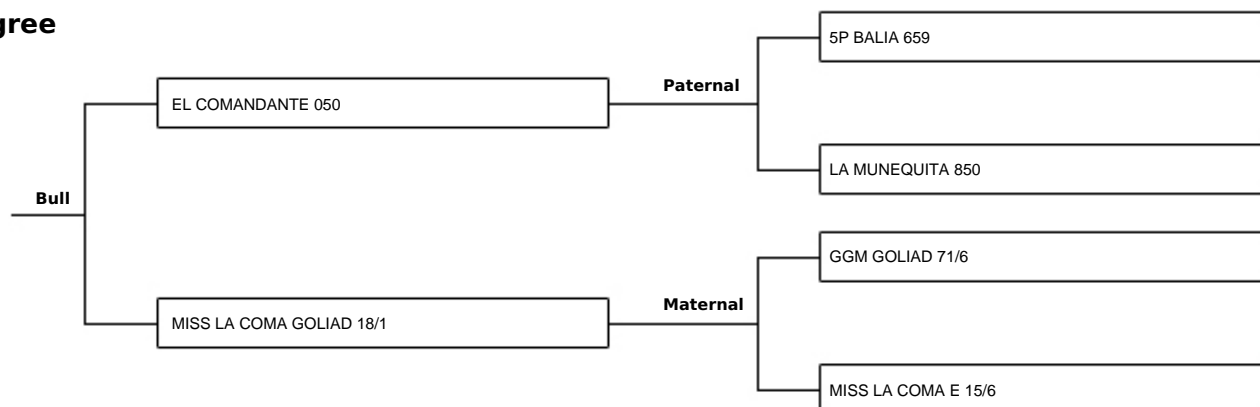 gree
5P BALIA 659
Paternal
EL COMANDANTE 050
LA MUNEQUITA 850
Bull
GGM GOLIAD 71/6
Maternal
MISS LA COMA GOLIAD 18/1
MISS LA COMA E 15/6